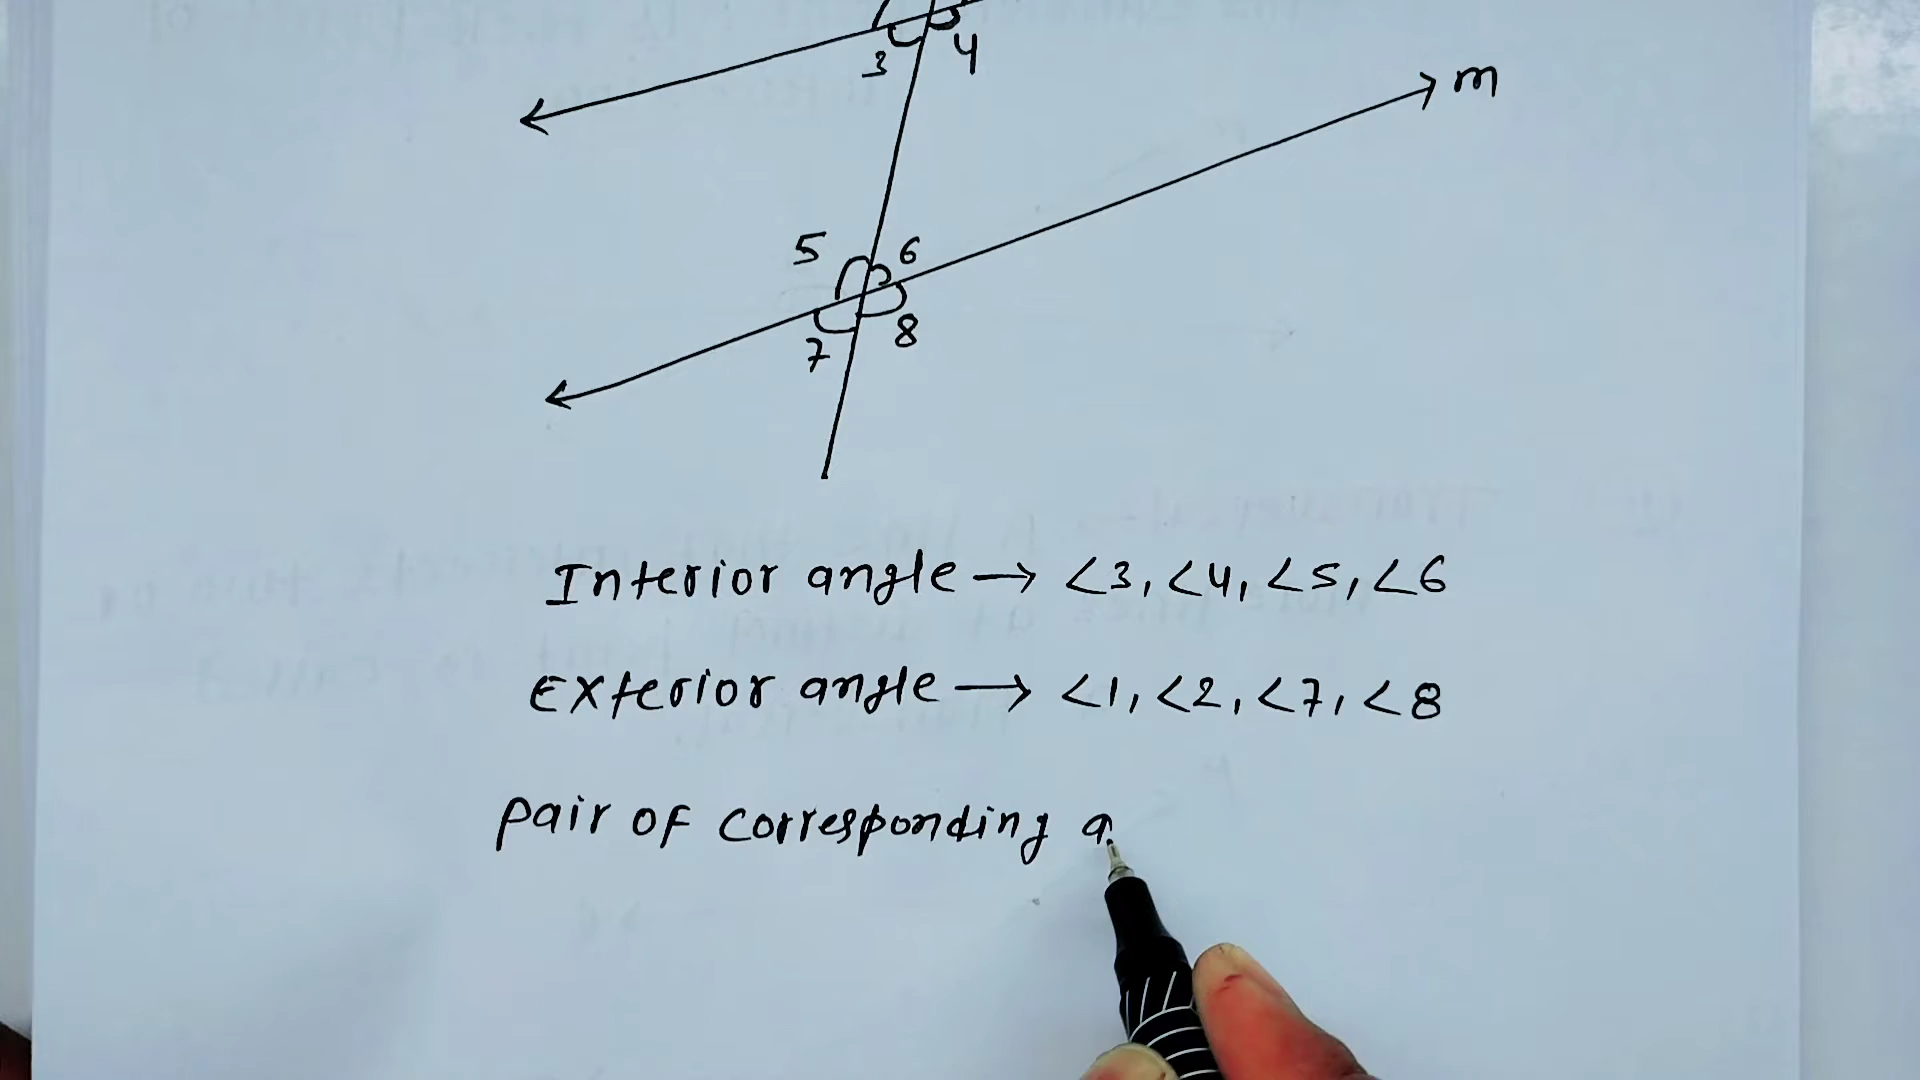 3 4
m
5 6
7 8
Interior angle → <3, <4, <5, <6
Exterior angle → <1, <2, <7, <8
pair of corresponding a